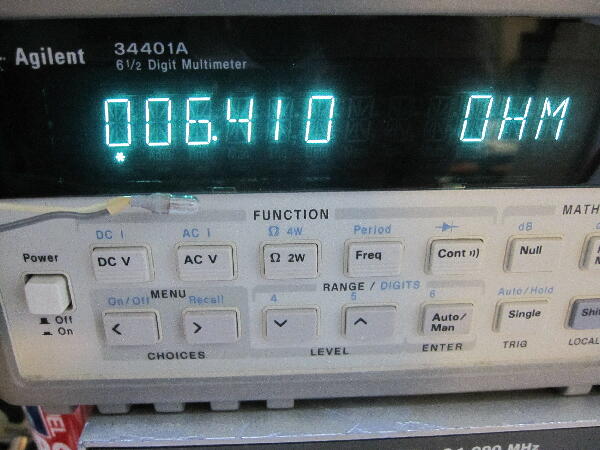 Agilent 34401A
6½ Digit Multimeter
006.410 OHM
*
FUNCTION MATH
DC I AC I Ω 4W Period dB
Power DC V AC V Ω 2W Freq Cont Null
MENU RANGE / DIGITS
On/Off Recall 4 5 6 Auto/Hold
Off
On
< > Auto/
Man Single
CHOICES LEVEL ENTER TRIG LOCAL
MHz